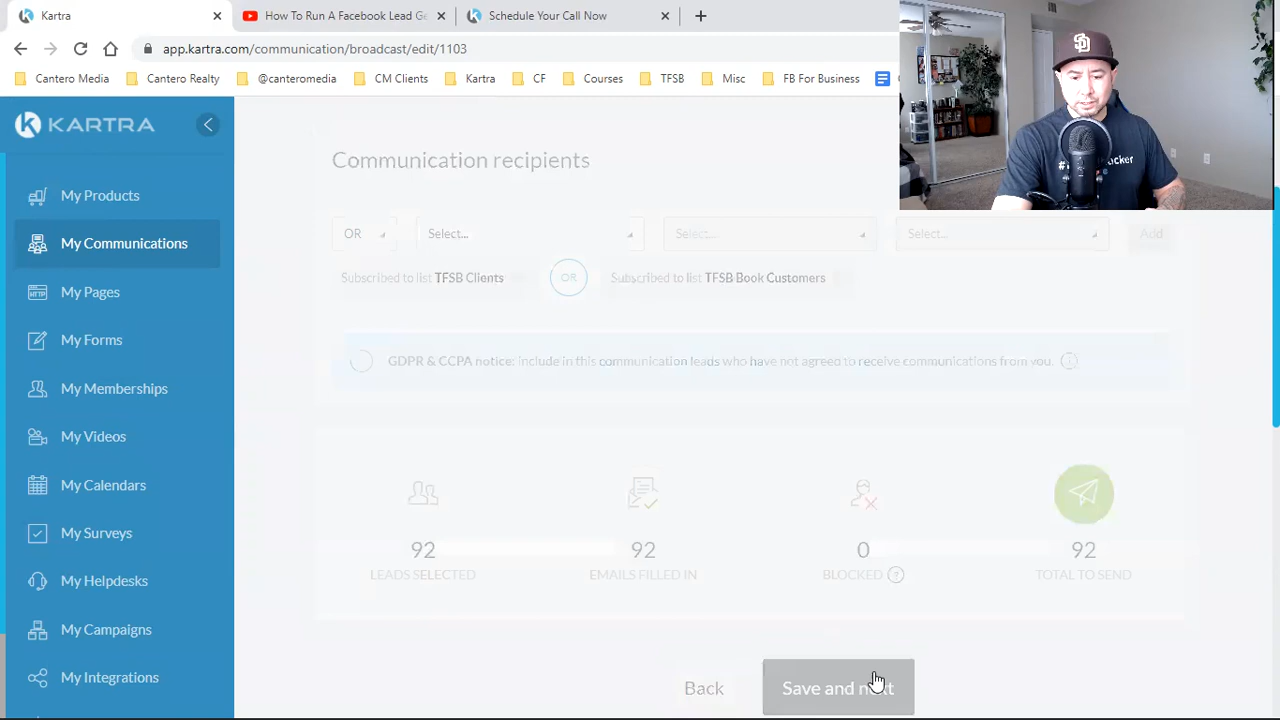 Kartra
How To Run A Facebook Lead Ge
Schedule Your Call Now
app.kartra.com/communication/broadcast/edit/1103
Cantero Media
Cantero Realty
@canteromedia
CM Clients
Kartra
CF
Courses
TFSB
Misc
FB For Business
KARTRA
My Products
My Communications
My Pages
My Forms
My Memberships
My Videos
My Calendars
My Surveys
My Helpdesks
My Campaigns
My Integrations
Communication recipients
OR
Select...
Select...
Select...
Add
Subscribed to list TFSB Clients
OR
Subscribed to list TFSB Book Customers
GDPR & CCPA notice: include in this communication leads who have not agreed to receive communications from you.
92
LEADS SELECTED
92
EMAILS FILLED IN
0
BLOCKED ?
92
TOTAL TO SEND
Back
Save and next
SD